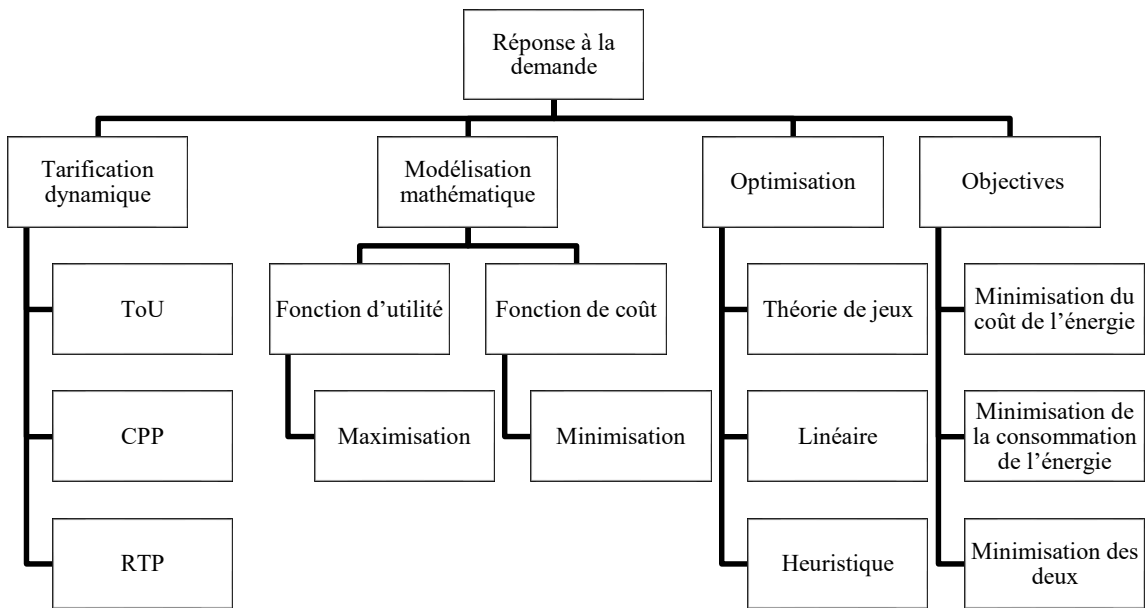 Réponse à la
demande
Tarification
dynamique
Modélisation
mathématique
Optimisation
Objectives
ToU
Fonction d’utilité
Fonction de coût
Théorie de jeux
Minimisation du
coût de l’énergie
CPP
Maximisation
Minimisation
Linéaire
Minimisation de
la consommation
de l’énergie
RTP
Heuristique
Minimisation des
deux